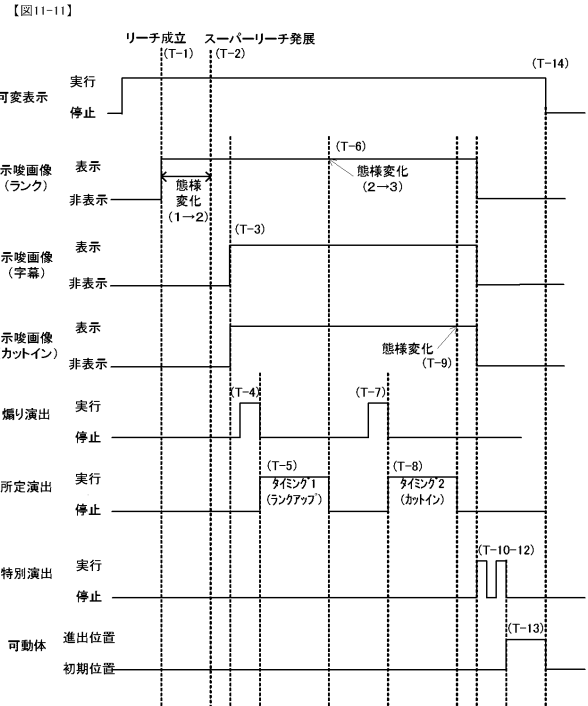 【図11-11】
リーチ成立 スーパーリーチ発展
(T-1) (T-2)
(T-14)
可変表示
実行
停止
(T-6)
示唆画像
(ランク)
表示
非表示
態様
変化
(1→2)
態様変化
(2→3)
(T-3)
示唆画像
(字幕)
表示
非表示
示唆画像
カットイン)
表示
非表示
態様変化
(T-9)
(T-4)
(T-7)
煽り演出
実行
停止
(T-5)
(T-8)
所定演出
実行
停止
タイミング1
(ランクアップ)
タイミング2
(カットイン)
(T-10-12)
特別演出
実行
停止
(T-13)
可動体
進出位置
初期位置